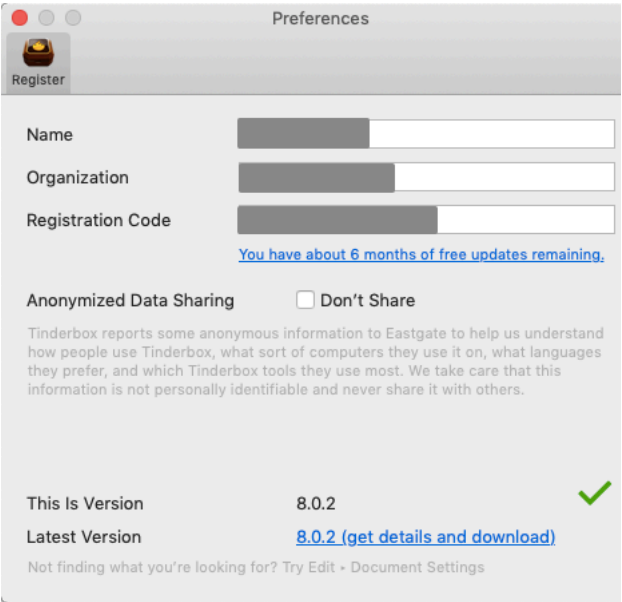 Preferences
Register
Name
Organization
Registration Code
You have about 6 months of free updates remaining.
Anonymized Data Sharing Don't Share
Tinderbox reports some anonymous information to Eastgate to help us understand
how people use Tinderbox, what sort of computers they use it on, what languages
they prefer, and which Tinderbox tools they use most. We take care that this
information is not personally identifiable and never share it with others.
This Is Version 8.0.2
Latest Version 8.0.2 (get details and download)
Not finding what you're looking for? Try Edit • Document Settings